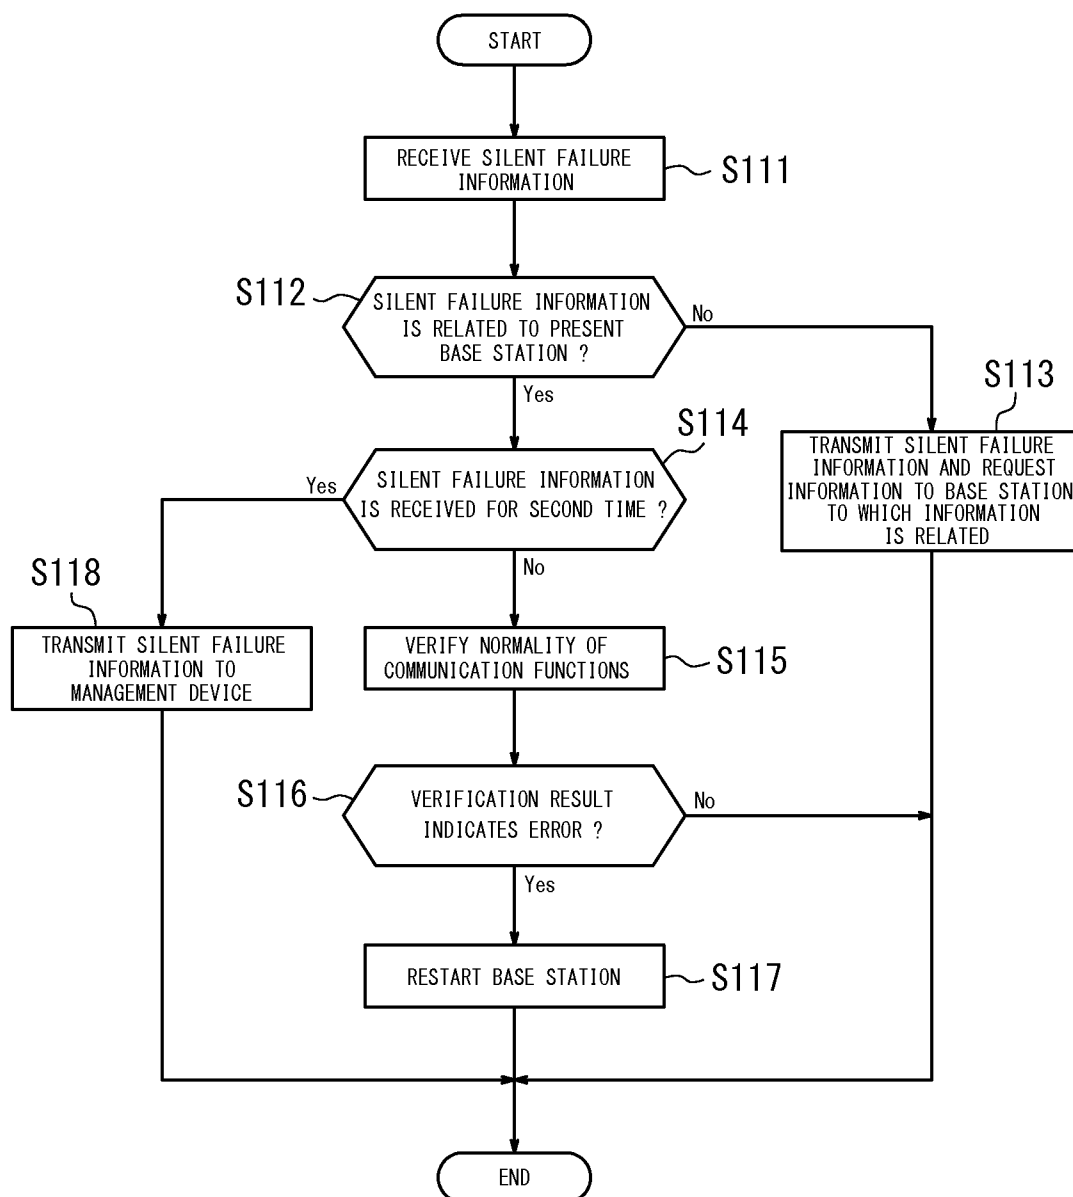 START
RECEIVE SILENT FAILURE
INFORMATION
S111
S112
SILENT FAILURE INFORMATION
IS RELATED TO PRESENT
BASE STATION ?
No
Yes
S113
TRANSMIT SILENT FAILURE
INFORMATION AND REQUEST
INFORMATION TO BASE STATION
TO WHICH INFORMATION
IS RELATED
S114
SILENT FAILURE INFORMATION
IS RECEIVED FOR SECOND TIME ?
Yes
No
S118
TRANSMIT SILENT FAILURE
INFORMATION TO
MANAGEMENT DEVICE
VERIFY NORMALITY OF
COMMUNICATION FUNCTIONS
S115
S116
VERIFICATION RESULT
INDICATES ERROR ?
No
Yes
RESTART BASE STATION
S117
END